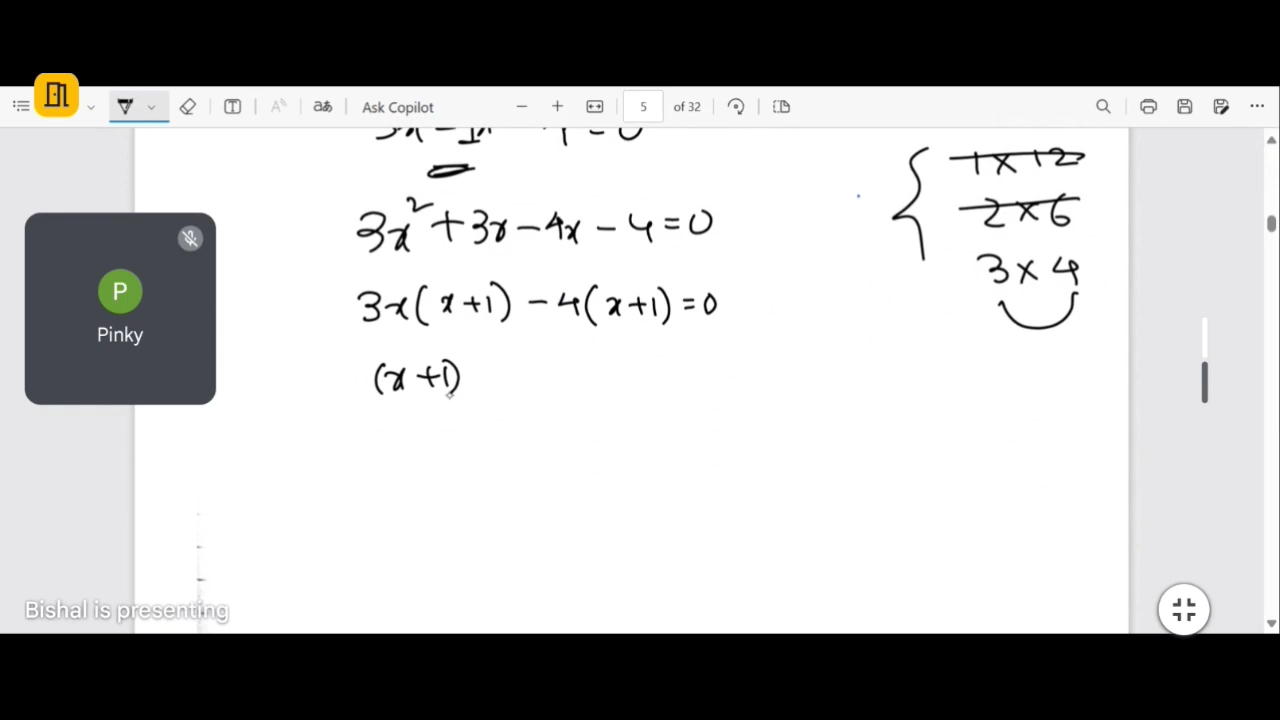 Ask Copilot
5 of 32
3x² + 3x - 4x - 4 = 0
3x(x+1) - 4(x+1) = 0
(x+1)
1 x 12
2 x 6
3 x 4
P
Pinky
Bishal is presenting